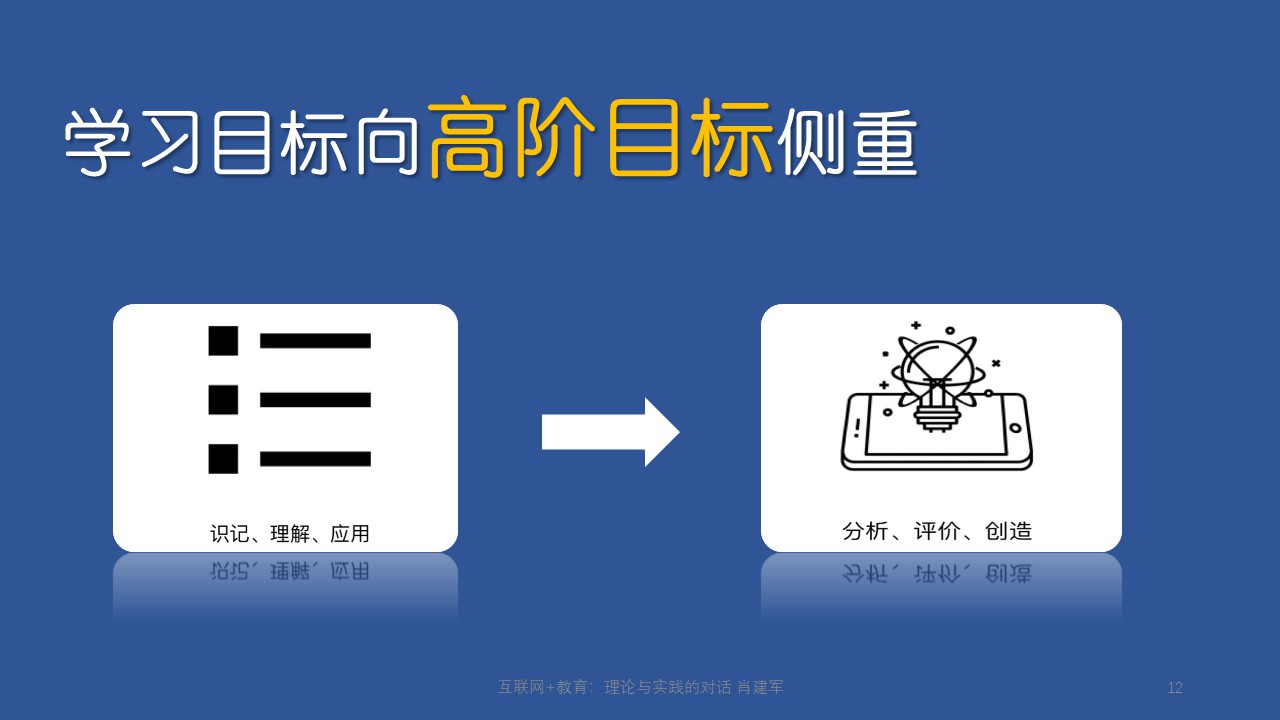 学习目标向高阶目标侧重
识记、理解、应用
分析、评价、创造
互联网+教育：理论与实践的对话 肖建军
12